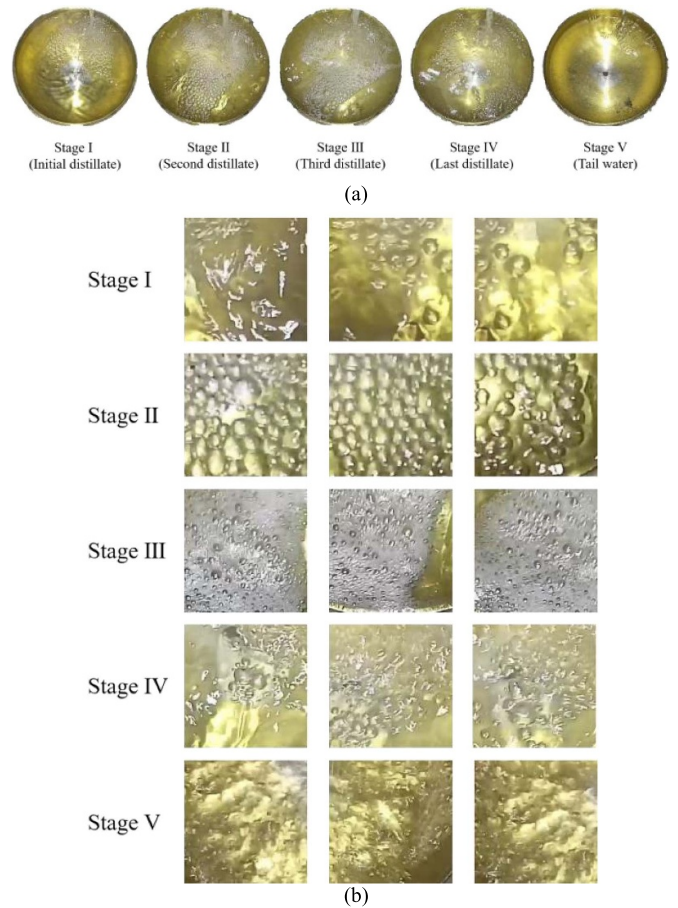 Stage I
(Initial distillate)
Stage II
(Second distillate)
Stage III
(Third distillate)
Stage IV
(Last distillate)
Stage V
(Tail water)
(a)
Stage I
Stage II
Stage III
Stage IV
Stage V
(b)